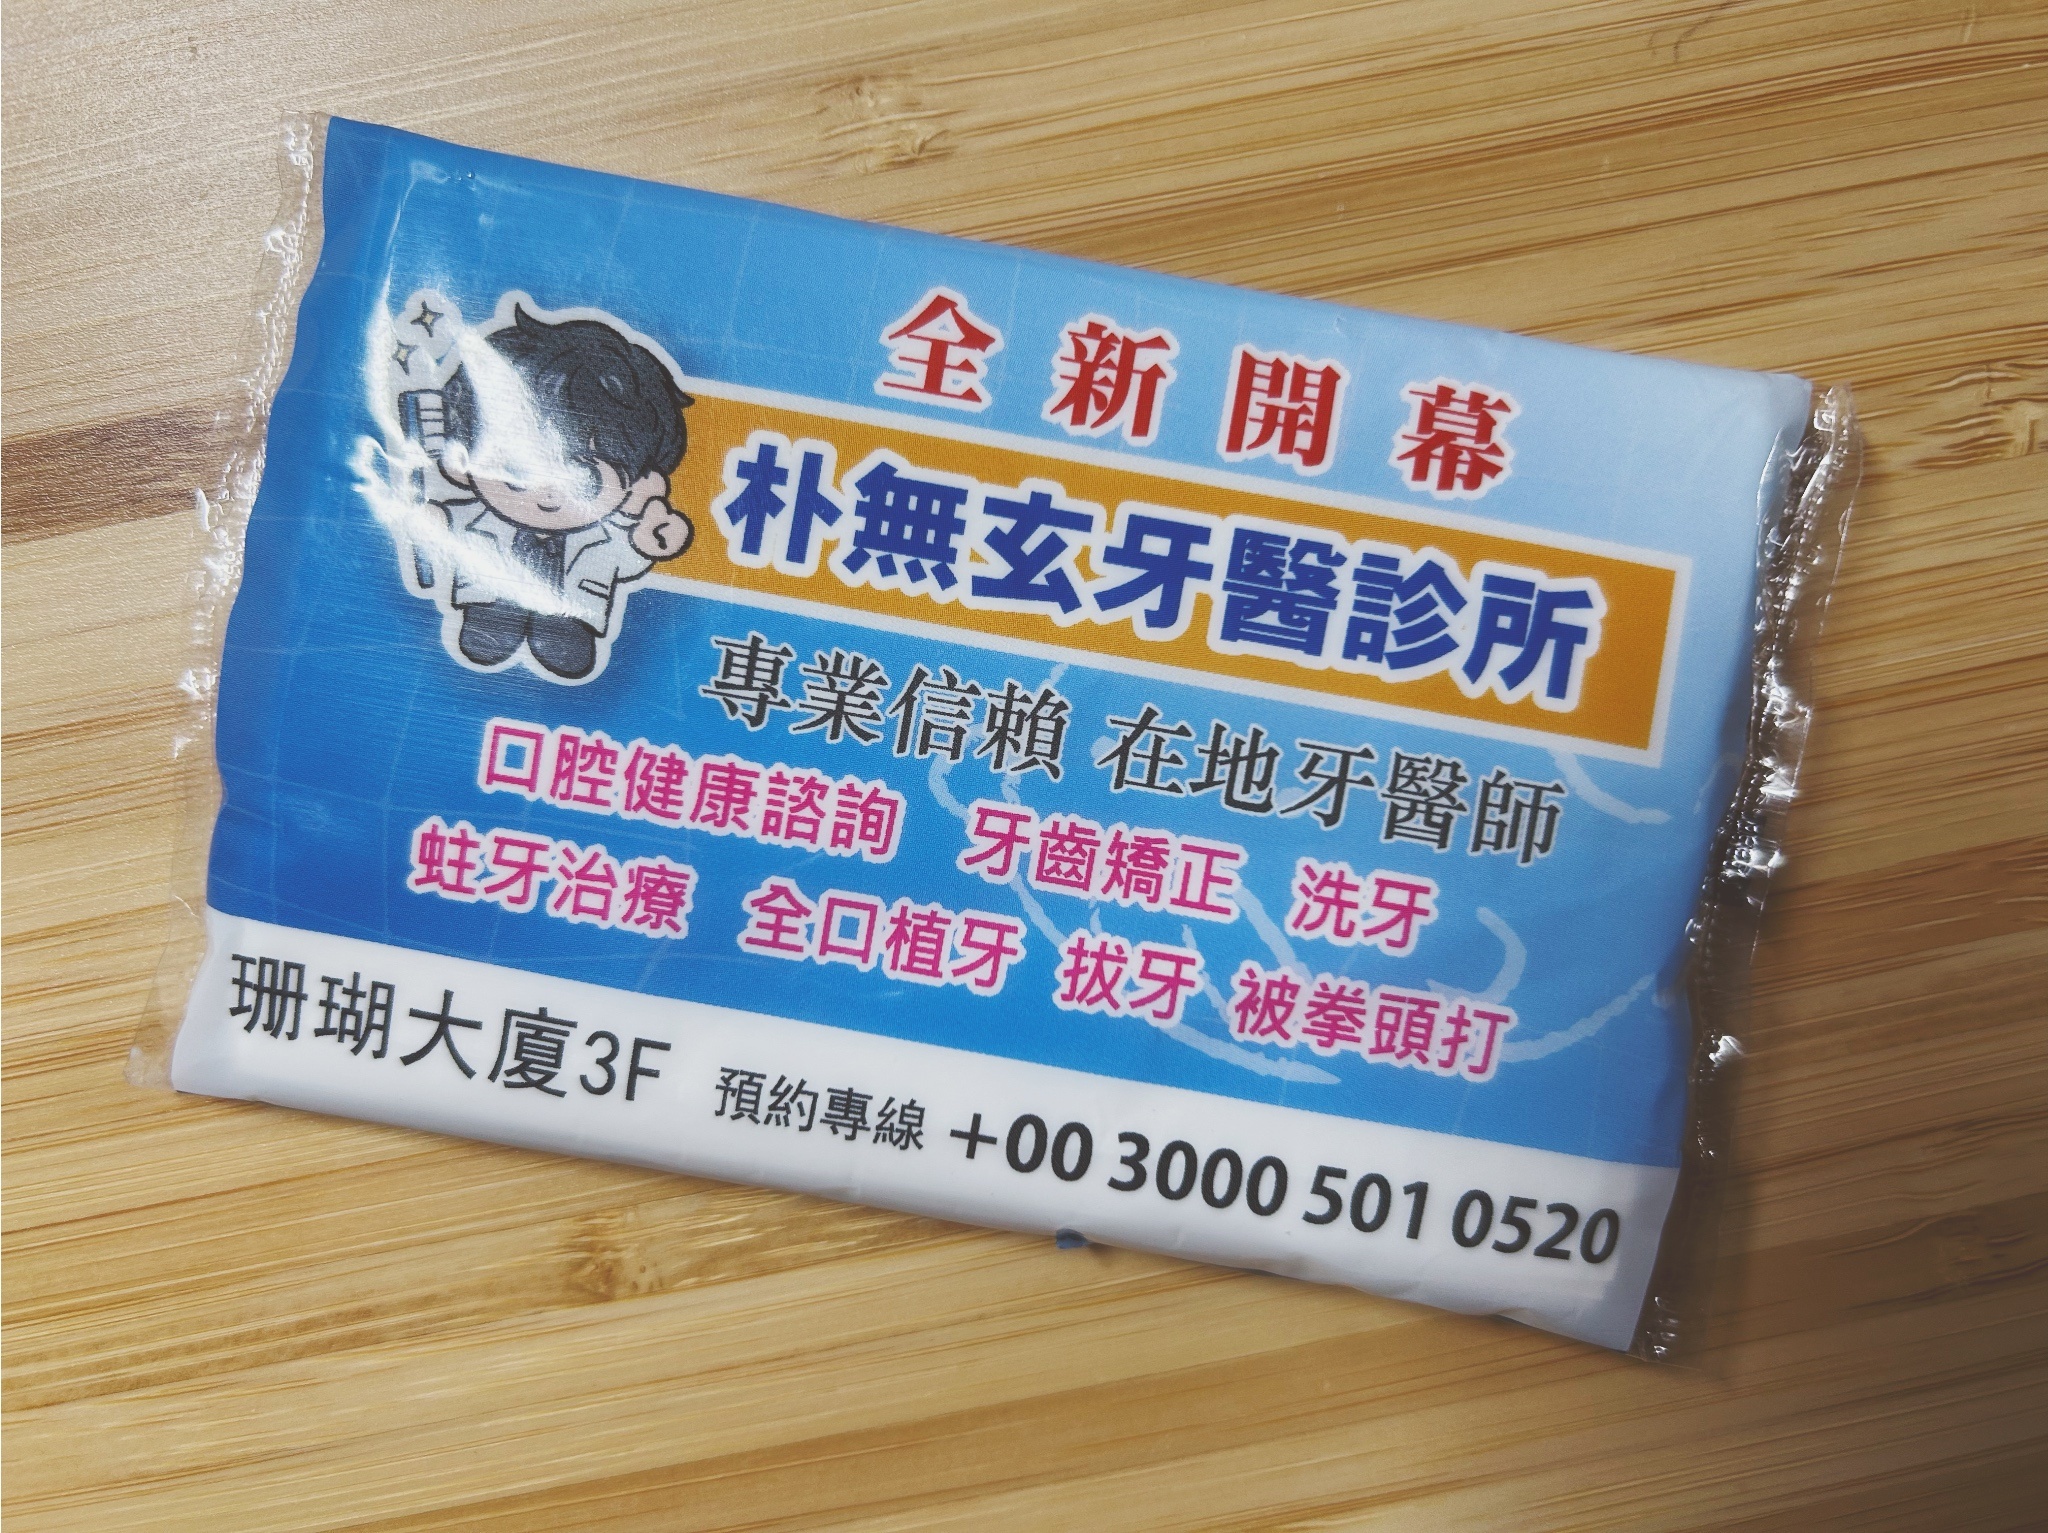 全新開幕
朴無玄牙醫診所
專業信賴 在地牙醫師
口腔健康諮詢 牙齒矯正 洗牙
蛀牙治療 全口植牙 拔牙 被拳頭打
珊瑚大廈3F 預約專線 +00 3000 501 0520